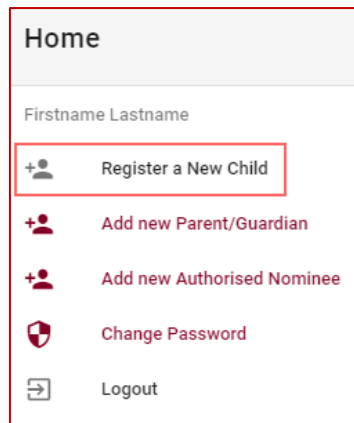 Home
Firstname Lastname
Register a New Child
Add new Parent/Guardian
Add new Authorised Nominee
Change Password
Logout